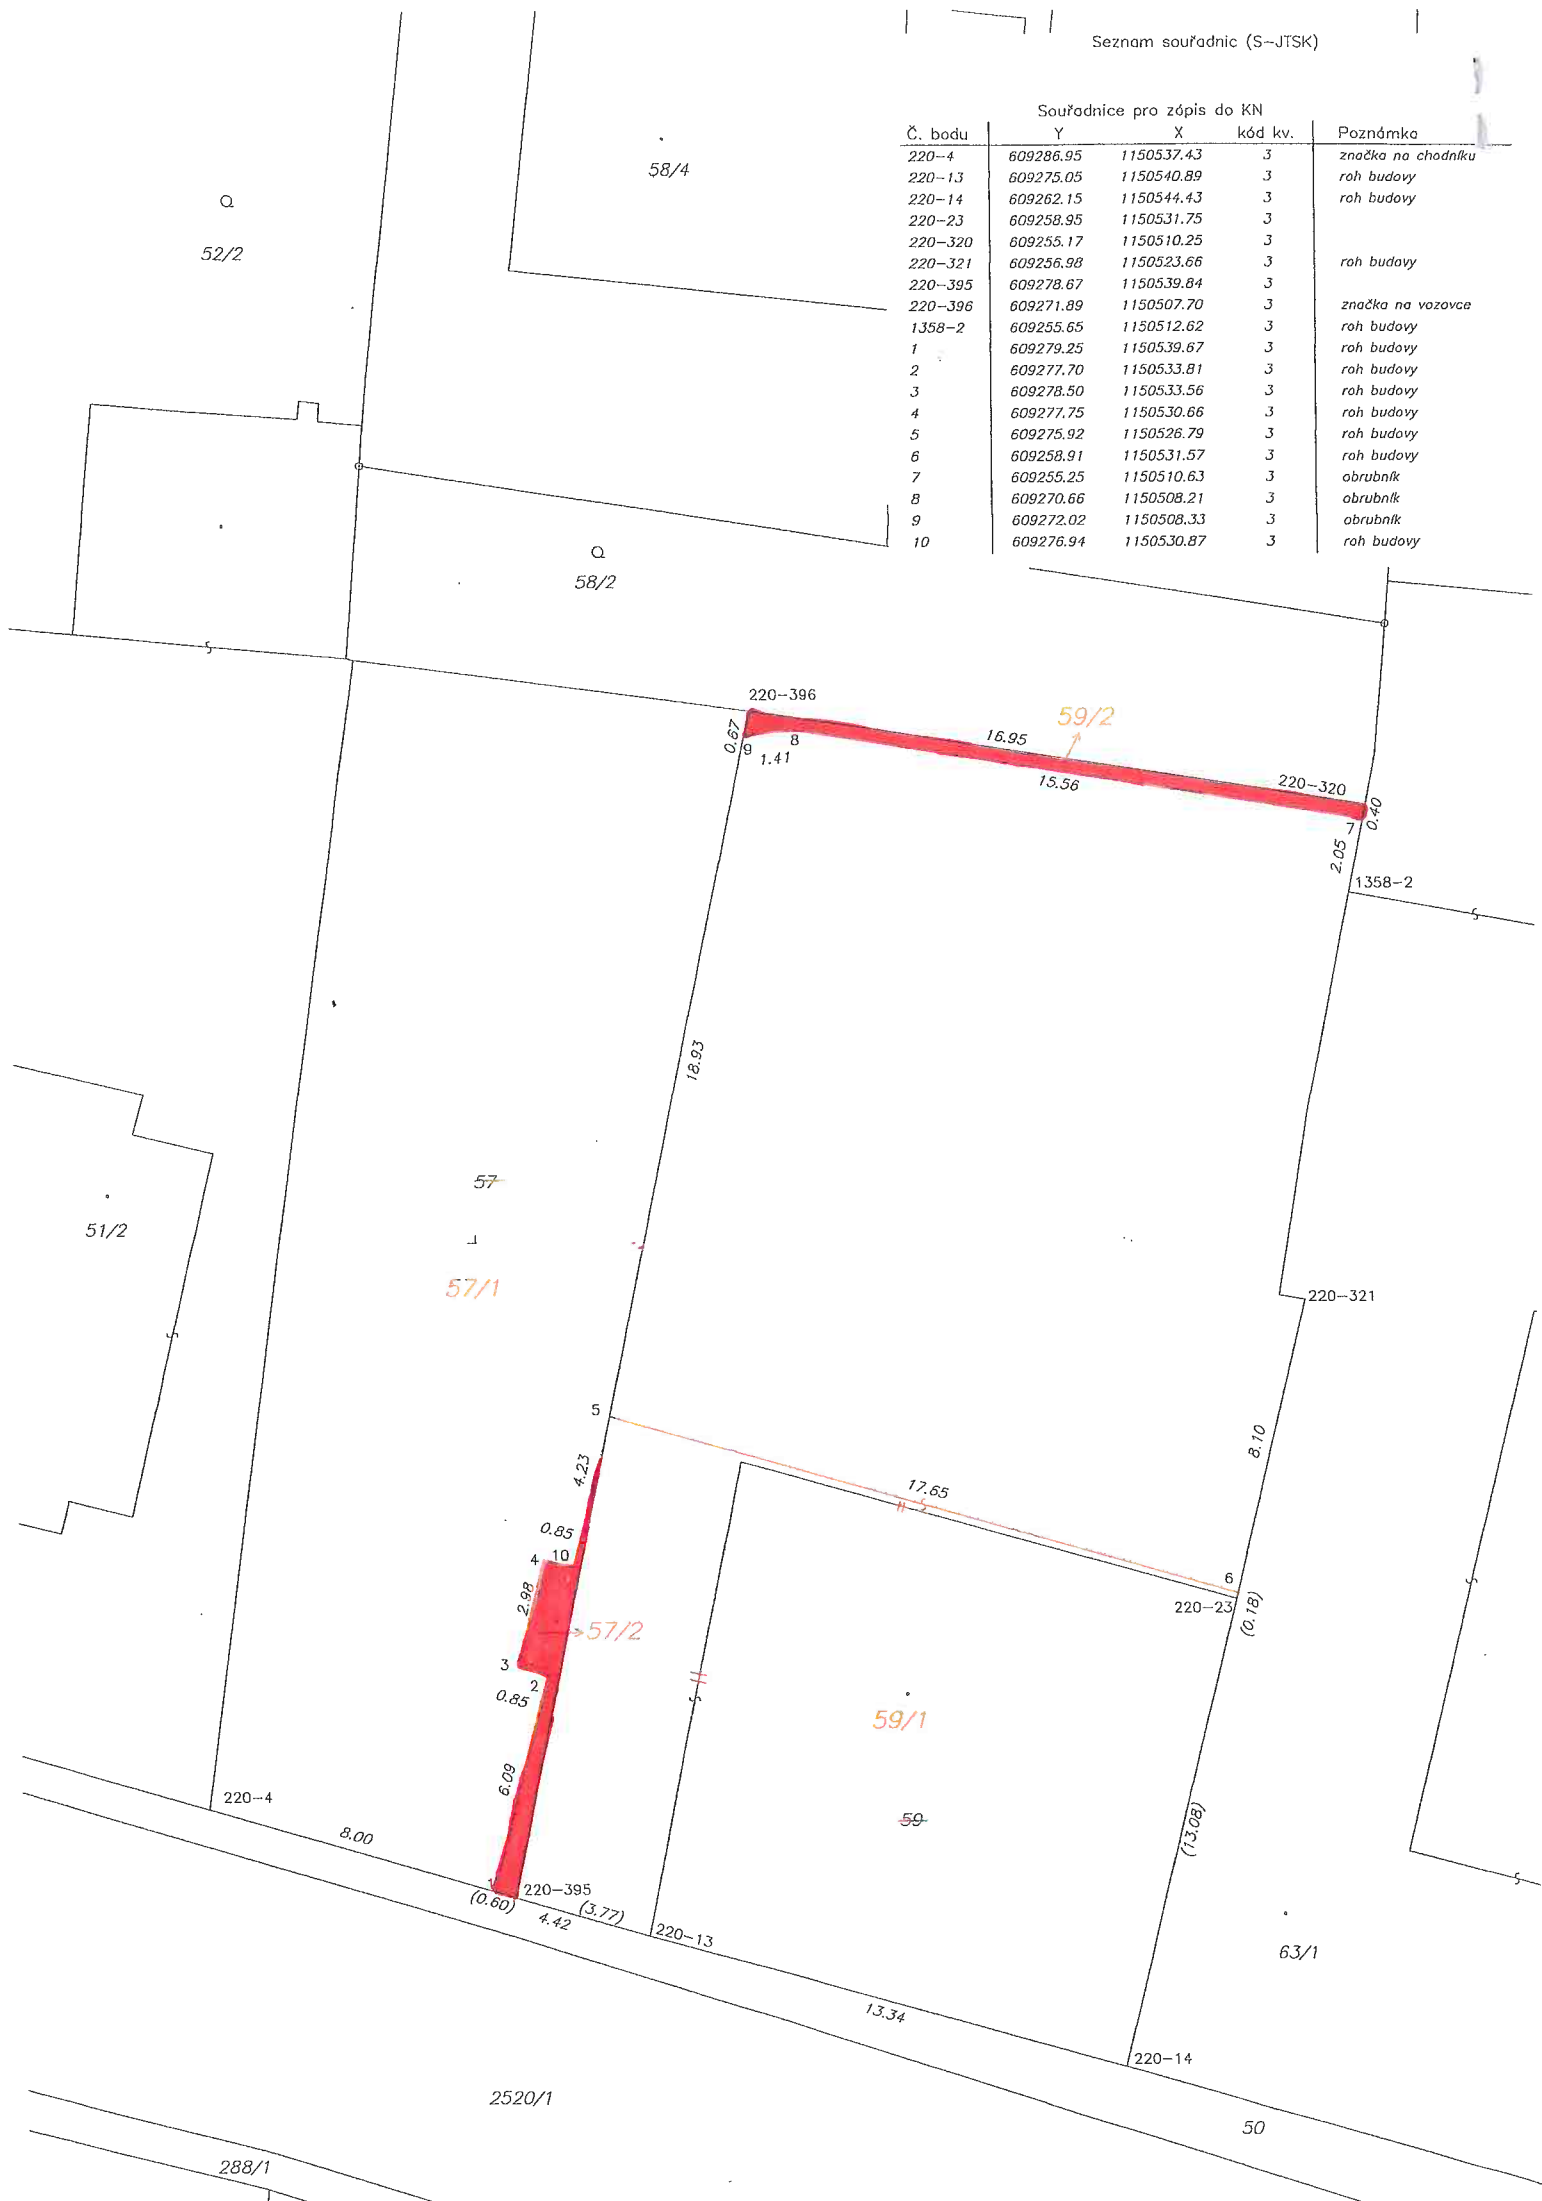 Seznam souřadnic (S-JTSK)
Souřadnice pro zápis do KN
Č. bodu Y X kód kv. Poznámka
220-4 609286.95 1150537.43 3 značka na chodníku
220-13 609275.05 1150540.89 3 roh budovy
220-14 609262.15 1150544.43 3 roh budovy
220-23 609258.95 1150531.75 3
220-320 609255.17 1150510.25 3
220-321 609256.98 1150523.66 3 roh budovy
220-395 609278.67 1150539.84 3
220-396 609271.89 1150507.70 3 značka na vozovce
1358-2 609255.65 1150512.62 3 roh budovy
1 609279.25 1150539.67 3 roh budovy
2 609277.70 1150533.81 3 roh budovy
3 609278.50 1150533.56 3 roh budovy
4 609277.75 1150530.66 3 roh budovy
5 609275.92 1150526.79 3 roh budovy
6 609258.91 1150531.57 3 roh budovy
7 609255.25 1150510.63 3 obrubník
8 609270.66 1150508.21 3 obrubník
9 609272.02 1150508.33 3 obrubník
10 609276.94 1150530.87 3 roh budovy
58/4
52/2
58/2
220-396
59/2
0.67
9
8
1.41
16.95
15.56
220-320
0.40
7
2.05
1358-2
18.93
57
51/2
57/1
220-321
5
4.23
8.10
17.65
0.85
4
10
6
2.98
220-23
(0.18)
57/2
3
2
0.85
59/1
6.09
220-4
59
8.00
(13.08)
1
220-395
(0.60)
4.42
(3.77)
220-13
63/1
13.34
220-14
2520/1
50
288/1